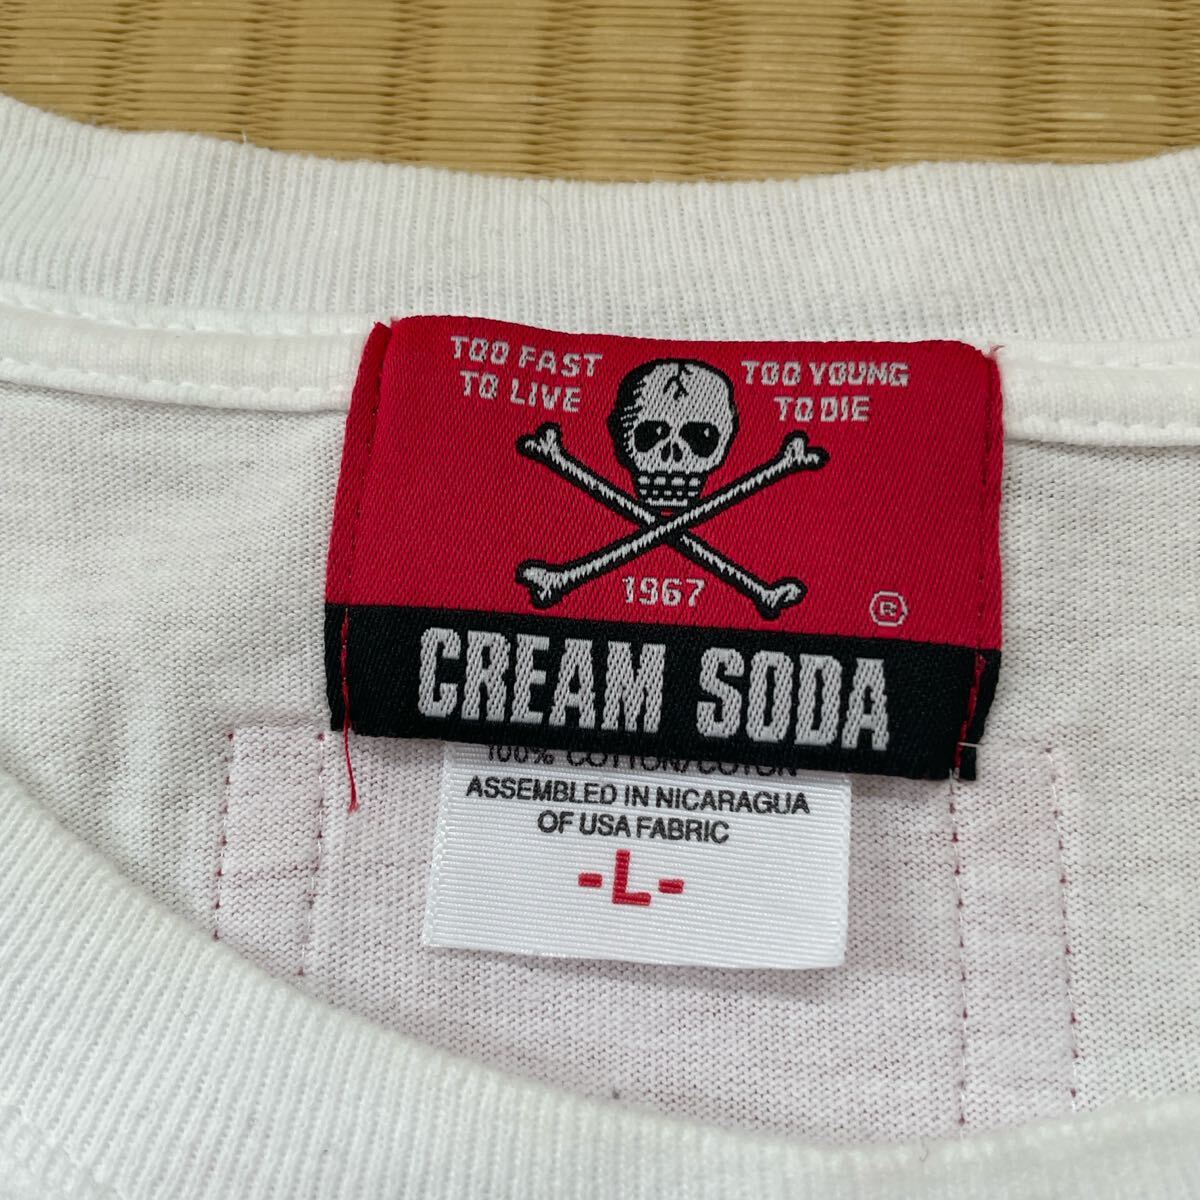 TOO FAST
TO LIVE
TOO YOUNG
TO DIE
1967
®
CREAM SODA
100% COTTON/COTON
ASSEMBLED IN NICARAGUA
OF USA FABRIC
-L-